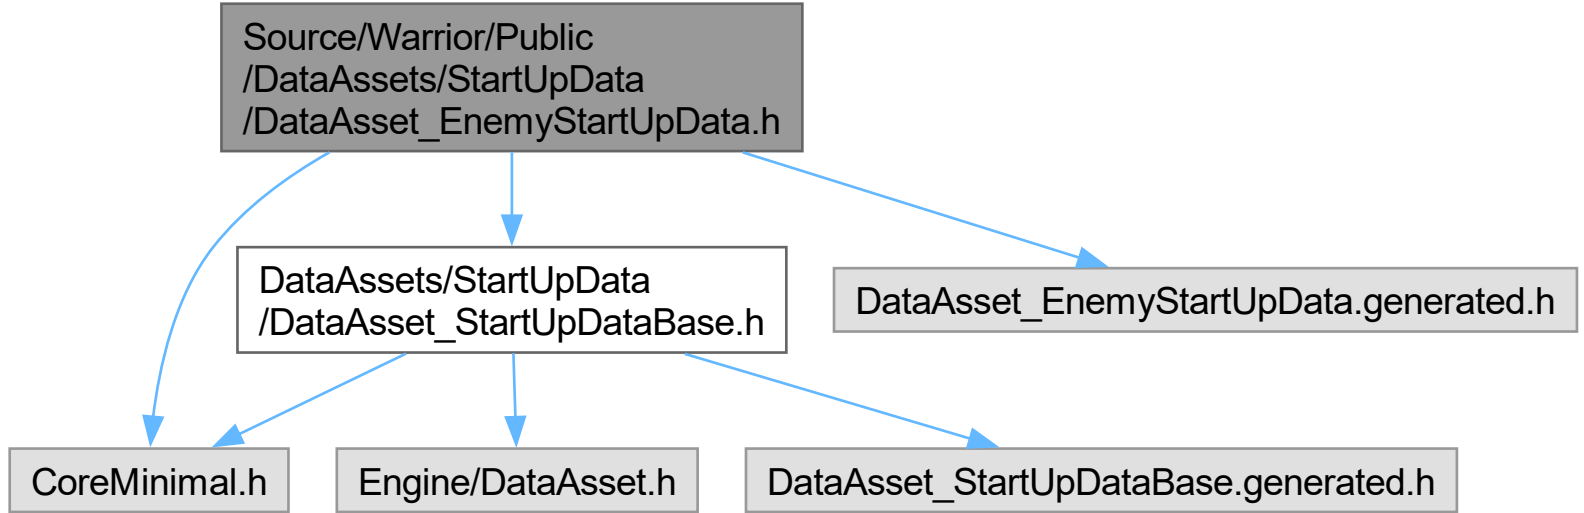 Source/Warrior/Public
/DataAssets/StartUpData
/DataAsset_EnemyStartUpData.h
DataAssets/StartUpData
/DataAsset_StartUpDataBase.h
DataAsset_EnemyStartUpData.generated.h
CoreMinimal.h
Engine/DataAsset.h
DataAsset_StartUpDataBase.generated.h